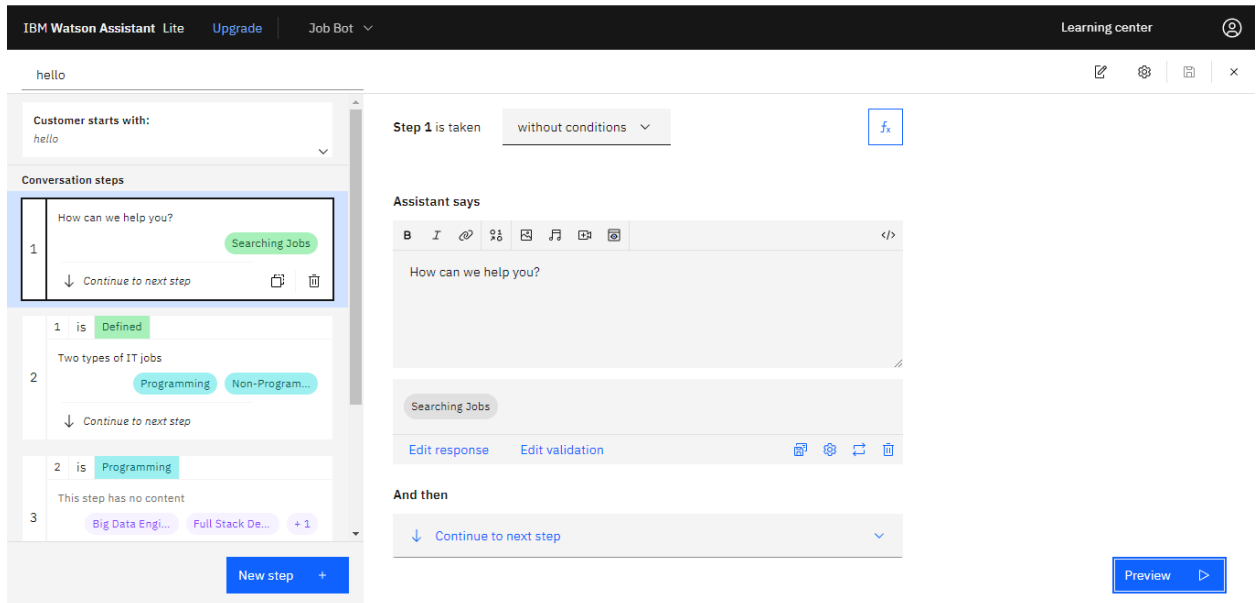 IBM Watson Assistant Lite Upgrade Job Bot Learning center
hello
Customer starts with:
hello
Conversation steps
1
How can we help you?
Searching Jobs
Continue to next step
2
1 is Defined
Two types of IT jobs
Programming Non-Program...
Continue to next step
3
2 is Programming
This step has no content
Big Data Engi... Full Stack De... + 1
New step +
Step 1 is taken without conditions fx
Assistant says
B I </>
How can we help you?
Searching Jobs
Edit response Edit validation
And then
Continue to next step
Preview